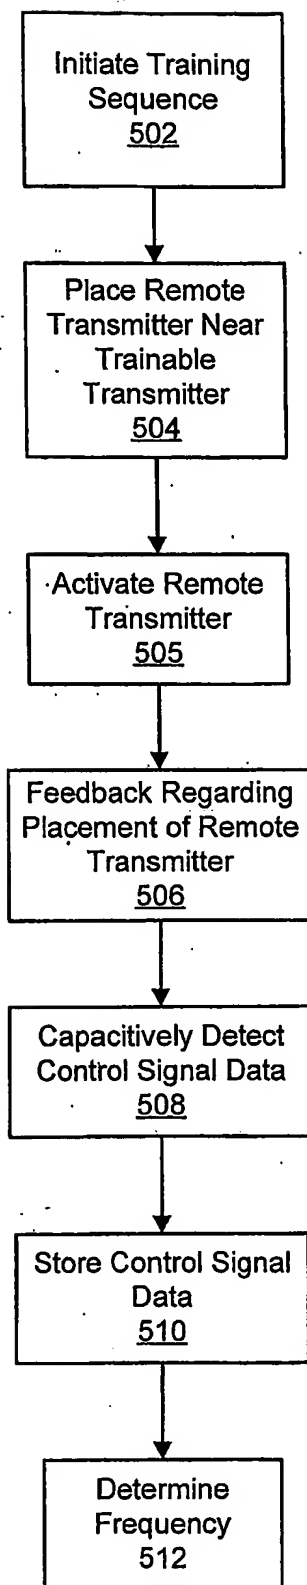 Initiate Training
Sequence
502
Place Remote
Transmitter Near
Trainable
Transmitter
504
Activate Remote
Transmitter
505
Feedback Regarding
Placement of Remote
Transmitter
506
Capacitively Detect
Control Signal Data
508
Store Control Signal
Data
510
Determine
Frequency
512